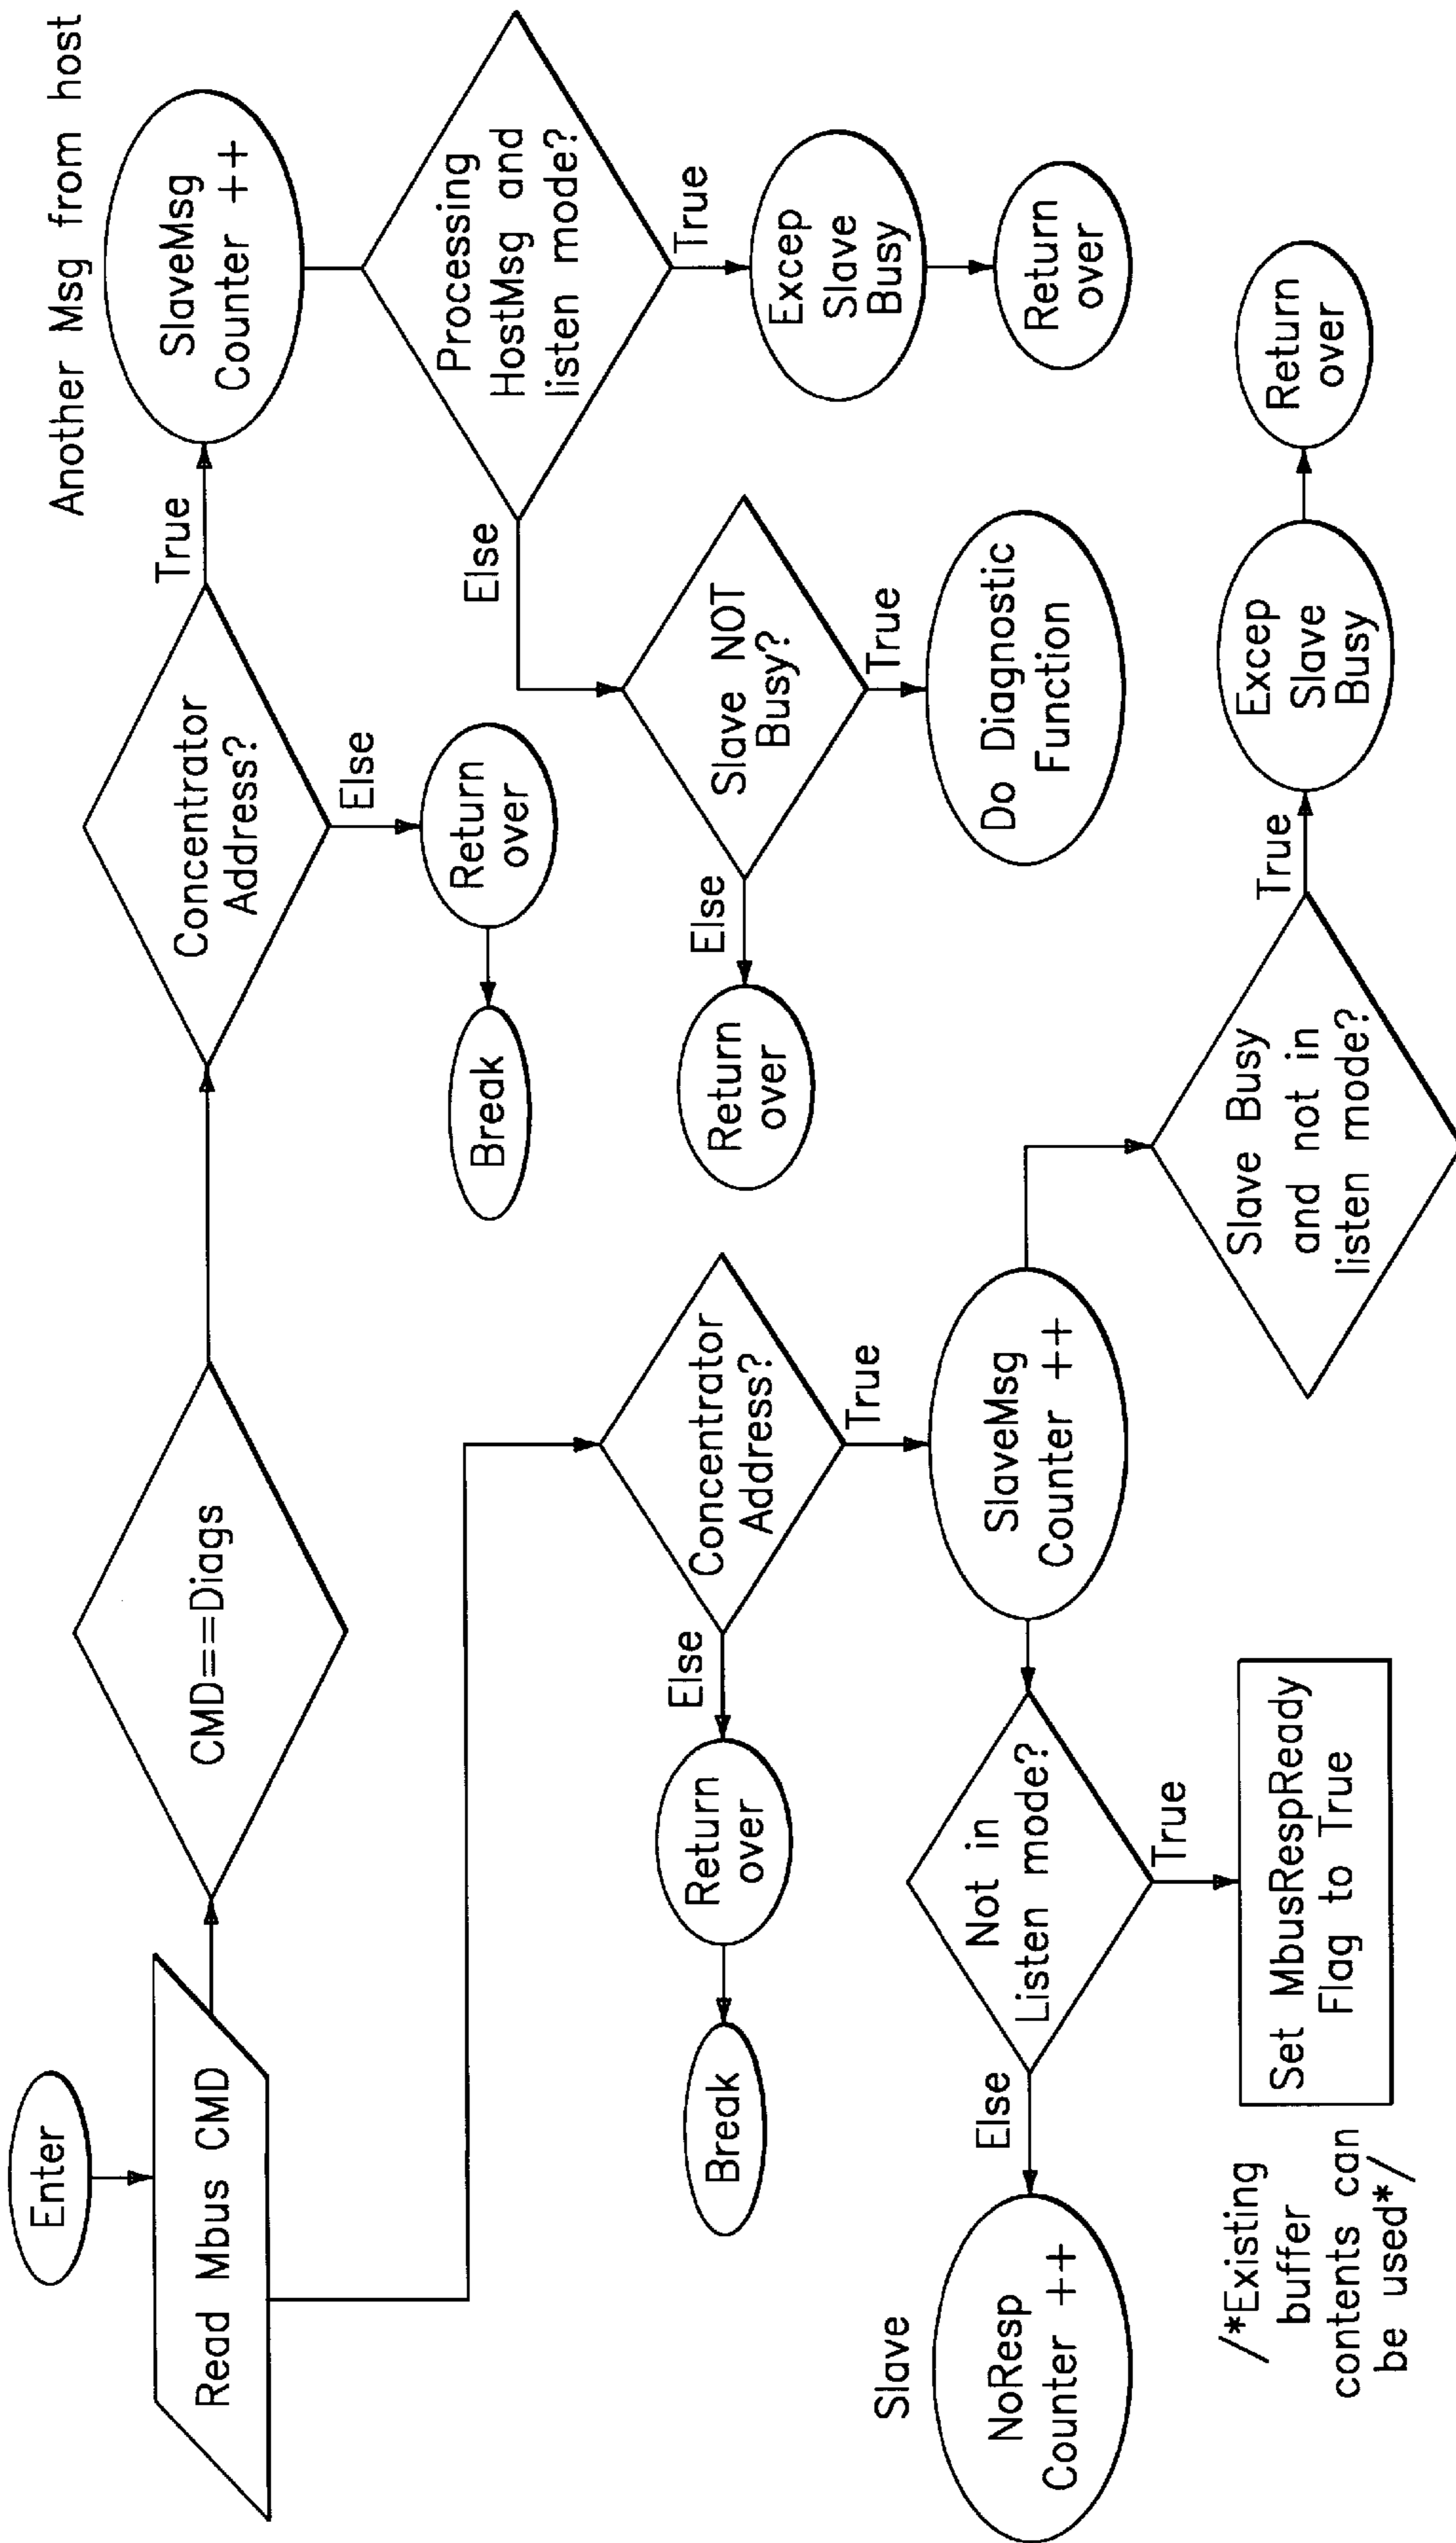 Another Msg from host
Enter
Read Mbus CMD
CMD==Diags
Concentrator
Address?
True
SlaveMsg
Counter ++
Else
Return
over
Break
Processing
HostMsg and
listen mode?
Else
True
Slave NOT
Busy?
Excep
Slave
Busy
Else
True
Return
over
Do Diagnostic
Function
Return
over
Concentrator
Address?
Else
True
Return
over
Break
SlaveMsg
Counter ++
Slave Busy
and not in
listen mode?
True
Excep
Slave
Busy
Return
over
Not in
Listen mode?
Else
True
Slave
NoResp
Counter ++
Set MbusRespReady
Flag to True
/*Existing
buffer
contents can
be used*/